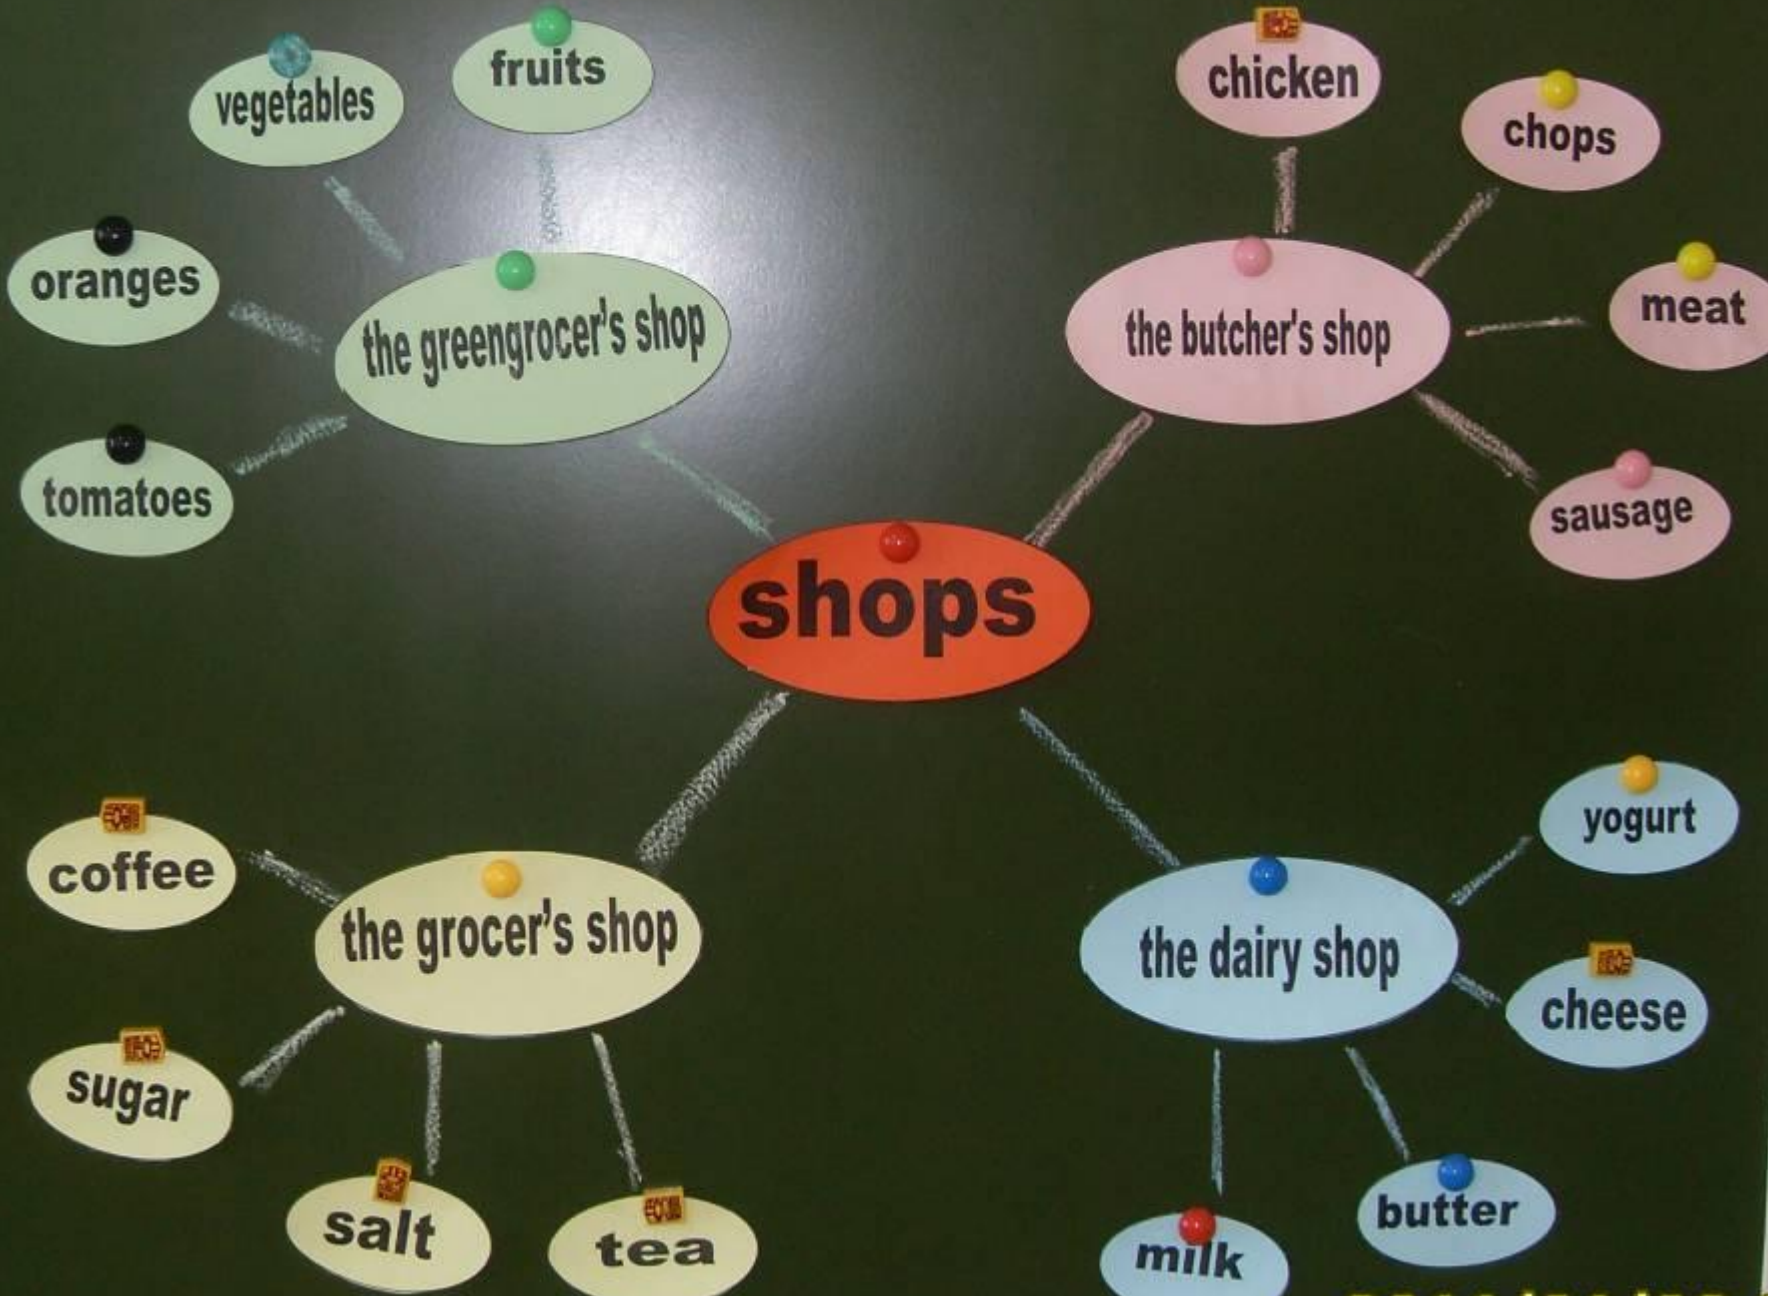 fruits
vegetables
oranges
the greengrocer's shop
tomatoes
chicken
chops
the butcher's shop
meat
sausage
shops
coffee
the grocer's shop
sugar
salt
tea
yogurt
the dairy shop
cheese
butter
milk